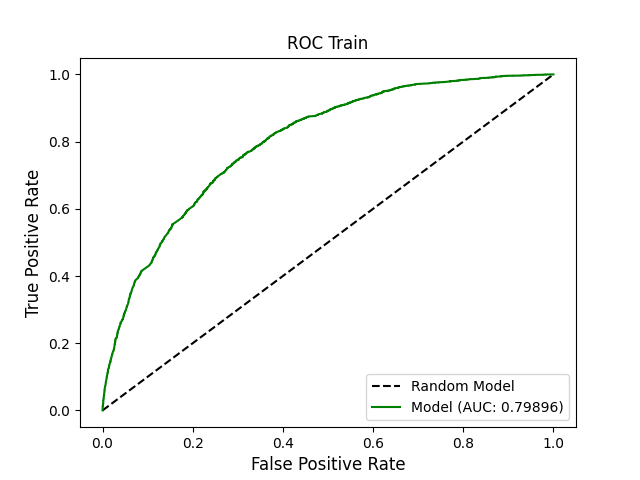 ROC Train
1.0
0.8
0.6
0.4
0.2
0.0
True Positive Rate
Random Model
Model (AUC: 0.79896)
0.0 0.2 0.4 0.6 0.8 1.0
False Positive Rate